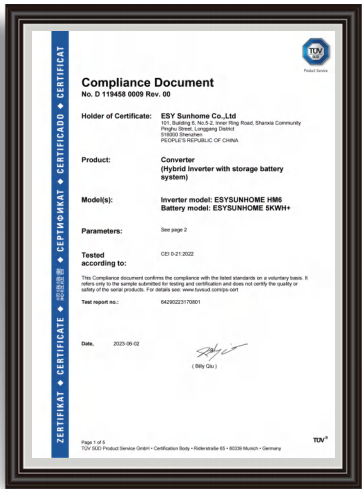 TÜV
SÜD
Product Service
Compliance Document
No. D 119458 0009 Rev. 00
Holder of Certificate: ESY Sunhome Co.,Ltd
101, Building 6, No.5-2, Inner Ring Road, Shanxia Community
Pinghu Street, Longgang District
518000 Shenzhen
PEOPLE'S REPUBLIC OF CHINA
Product: Converter
(Hybrid Inverter with storage battery
system)
Model(s): Inverter model: ESYSUNHOME HM6
Battery model: ESYSUNHOME 5KWH+
Parameters: See page 2
Tested
according to: CEI 0-21:2022
This Compliance document confirms the compliance with the listed standards on a voluntary basis. It
refers only to the sample submitted for testing and certification and does not certify the quality or
safety of the serial products. For details see: www.tuvsud.com/ps-cert
Test report no.: 64290223170801
Date, 2023-06-02
( Billy Qiu )
Page 1 of 5
TÜV SÜD Product Service GmbH • Certification Body • Ridlerstraße 65 • 80339 Munich • Germany
TÜV®
ZERTIFIKAT ◆ CERTIFICATE ◆ 認證證書 ◆ СЕРТИФИКАТ ◆ CERTIFICADO ◆ CERTIFICAT